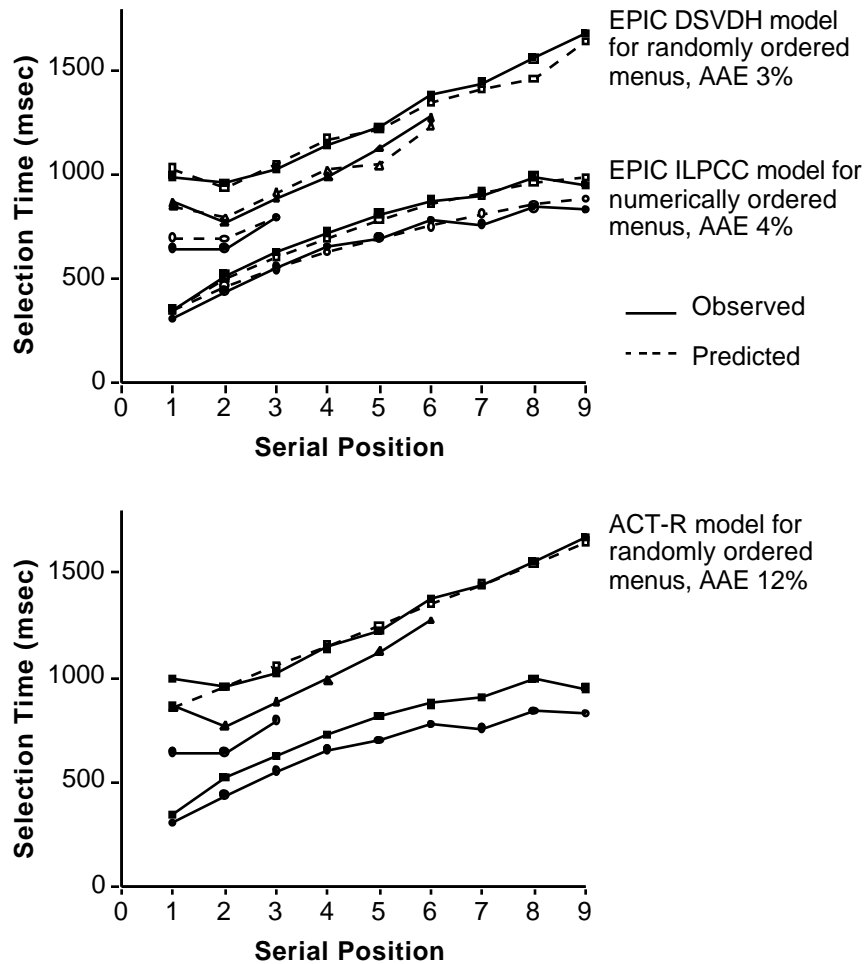 EPIC DSVDH model
for randomly ordered
menus, AAE 3%
EPIC ILPCC model for
numerically ordered
menus, AAE 4%
Observed
Predicted
Selection Time (msec)
1500
1000
500
0
0 1 2 3 4 5 6 7 8 9
Serial Position
ACT-R model for
randomly ordered
menus, AAE 12%
Selection Time (msec)
1500
1000
500
0
0 1 2 3 4 5 6 7 8 9
Serial Position